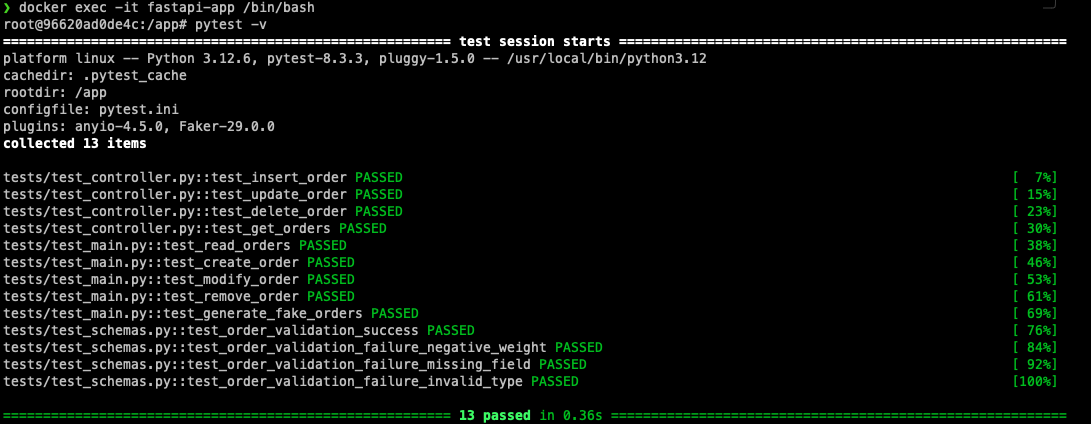 ❯ docker exec -it fastapi-app /bin/bash
root@96620ad0de4c:/app# pytest -v
======================================================== test session starts ========================================================
platform linux -- Python 3.12.6, pytest-8.3.3, pluggy-1.5.0 -- /usr/local/bin/python3.12
cachedir: .pytest_cache
rootdir: /app
configfile: pytest.ini
plugins: anyio-4.5.0, Faker-29.0.0
collected 13 items
tests/test_controller.py::test_insert_order PASSED [  7%]
tests/test_controller.py::test_update_order PASSED [ 15%]
tests/test_controller.py::test_delete_order PASSED [ 23%]
tests/test_controller.py::test_get_orders PASSED [ 30%]
tests/test_main.py::test_read_orders PASSED [ 38%]
tests/test_main.py::test_create_order PASSED [ 46%]
tests/test_main.py::test_modify_order PASSED [ 53%]
tests/test_main.py::test_remove_order PASSED [ 61%]
tests/test_main.py::test_generate_fake_orders PASSED [ 69%]
tests/test_schemas.py::test_order_validation_success PASSED [ 76%]
tests/test_schemas.py::test_order_validation_failure_negative_weight PASSED [ 84%]
tests/test_schemas.py::test_order_validation_failure_missing_field PASSED [ 92%]
tests/test_schemas.py::test_order_validation_failure_invalid_type PASSED [100%]
======================================================== 13 passed in 0.36s =========================================================